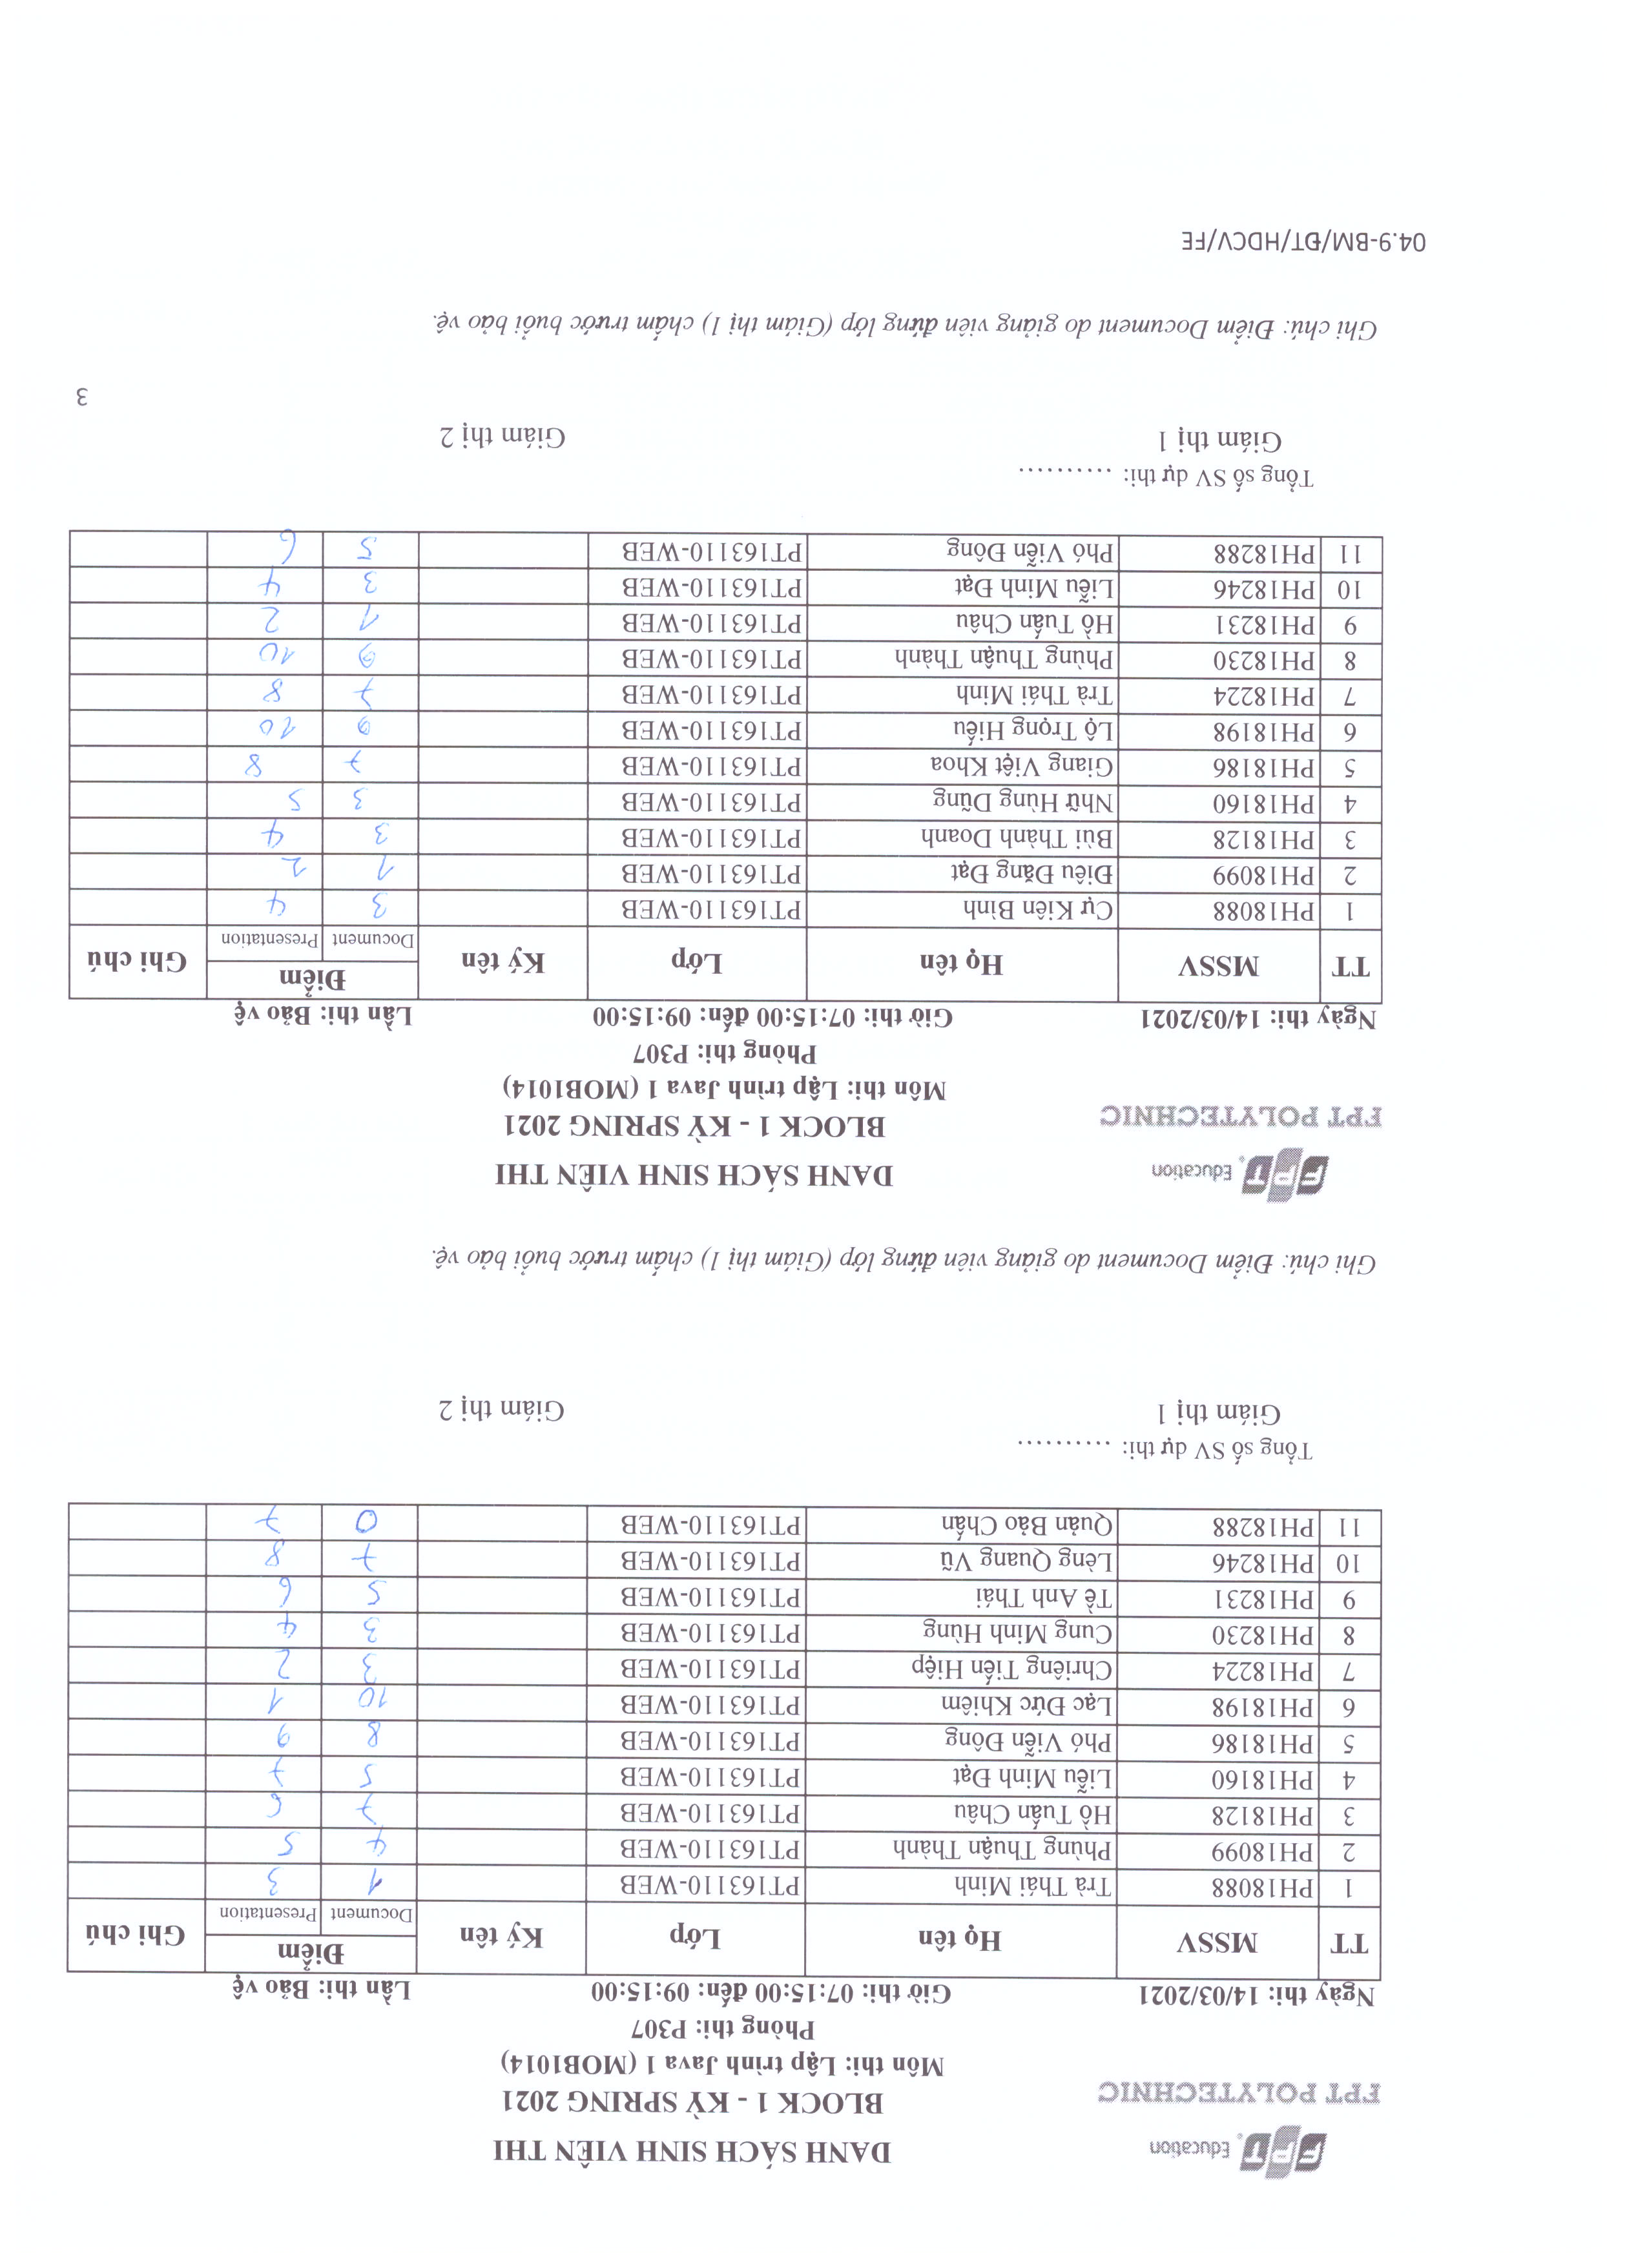 FPT Education
DANH SÁCH SINH VIÊN THI
FPT POLYTECHNIC
BLOCK 1 - KỲ SPRING 2021
Môn thi: Lập trình Java 1 (MOB1014)
Phòng thi: P307
Ngày thi: 14/03/2021 Giờ thi: 07:15:00 đến: 09:15:00 Lần thi: Bảo vệ
TT MSSV Họ tên Lớp Ký tên Điểm Ghi chú
Document Presentation
1 PH18088 Trà Thái Minh PT163110-WEB 1 3
2 PH18099 Phùng Thuận Thành PT163110-WEB 4 5
3 PH18128 Hồ Tuấn Châu PT163110-WEB 7 6
4 PH18160 Liễu Minh Đạt PT163110-WEB 5 7
5 PH18186 Phó Viễn Đông PT163110-WEB 8 9
6 PH18198 Lạc Đức Khiêm PT163110-WEB 10 1
7 PH18224 Chriêng Tiến Hiệp PT163110-WEB 3 2
8 PH18230 Cung Minh Hùng PT163110-WEB 3 4
9 PH18231 Tề Anh Thái PT163110-WEB 5 6
10 PH18246 Lèng Quang Vũ PT163110-WEB 7 8
11 PH18288 Quản Bảo Chấn PT163110-WEB 0 7
Tổng số SV dự thi: ..........
Giám thị 1 Giám thị 2
Ghi chú: Điểm Document do giảng viên đứng lớp (Giám thị 1) chấm trước buổi bảo vệ.
FPT Education
DANH SÁCH SINH VIÊN THI
FPT POLYTECHNIC
BLOCK 1 - KỲ SPRING 2021
Môn thi: Lập trình Java 1 (MOB1014)
Phòng thi: P307
Ngày thi: 14/03/2021 Giờ thi: 07:15:00 đến: 09:15:00 Lần thi: Bảo vệ
TT MSSV Họ tên Lớp Ký tên Điểm Ghi chú
Document Presentation
1 PH18088 Cự Kiên Bình PT163110-WEB 3 4
2 PH18099 Điêu Đăng Đạt PT163110-WEB 1 2
3 PH18128 Bùi Thành Doanh PT163110-WEB 3 4
4 PH18160 Nhữ Hùng Dũng PT163110-WEB 3 5
5 PH18186 Giang Việt Khoa PT163110-WEB 7 8
6 PH18198 Lộ Trọng Hiếu PT163110-WEB 9 10
7 PH18224 Trà Thái Minh PT163110-WEB 7 8
8 PH18230 Phùng Thuận Thành PT163110-WEB 9 10
9 PH18231 Hồ Tuấn Châu PT163110-WEB 1 2
10 PH18246 Liễu Minh Đạt PT163110-WEB 3 4
11 PH18288 Phó Viễn Đông PT163110-WEB 5 6
Tổng số SV dự thi: ..........
Giám thị 1 Giám thị 2
3
Ghi chú: Điểm Document do giảng viên đứng lớp (Giám thị 1) chấm trước buổi bảo vệ.
04.9-BM/ĐT/HDCV/FE